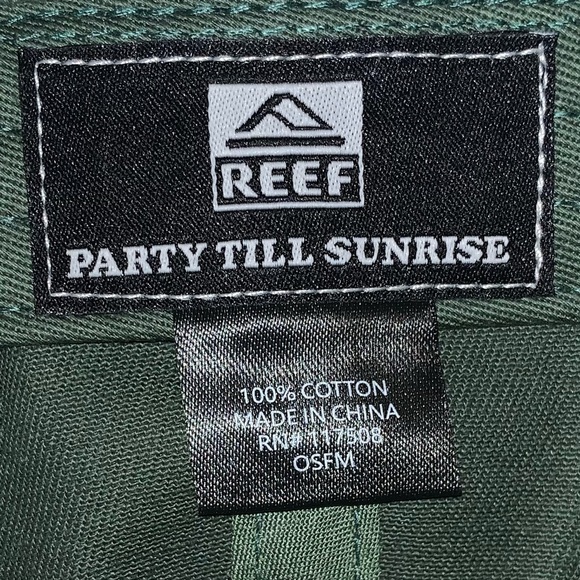 REEF
PARTY TILL SUNRISE
100% COTTON
MADE IN CHINA
RN# 117508
OSFM